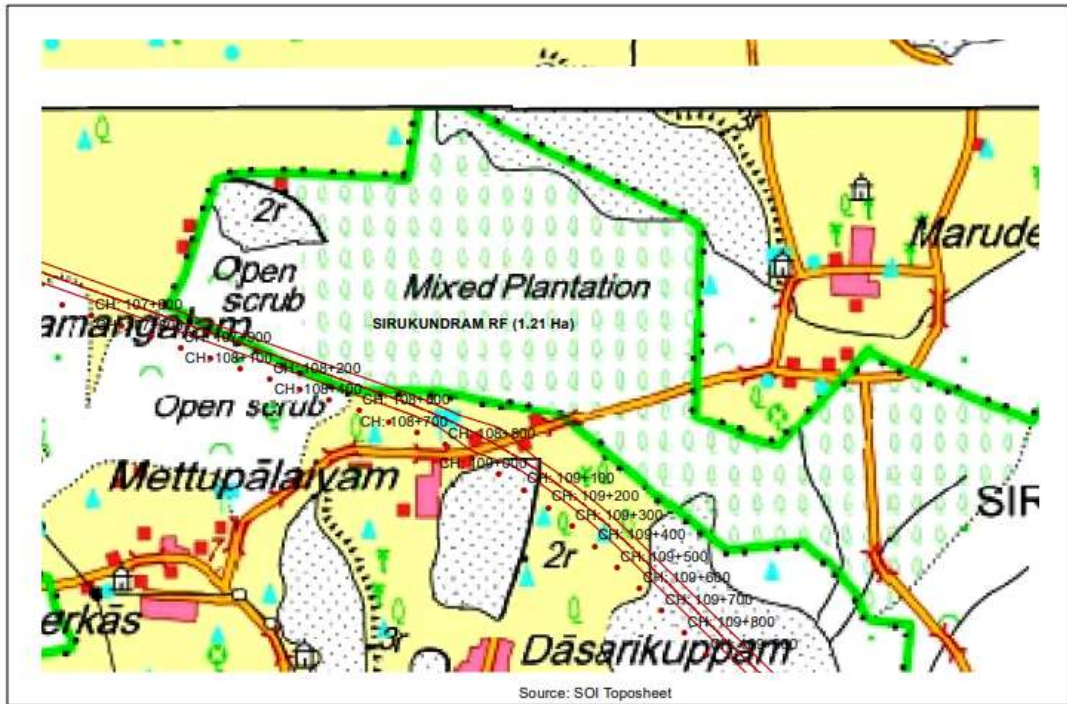 2r
Marude
Open
scrub
Mixed Plantation
SIRUKUNDRAM RF (1.21 Ha)
amangalam
CH: 108+100
CH: 108+200
CH: 108+400
Open scrub
CH: 108+700
CH: 108+800
CH: 109+000
Mettupālaiyam
CH: 109+100
CH: 109+200
CH: 109+300
CH: 109+400
2r
CH: 109+500
CH: 109+600
CH: 109+700
CH: 109+800
SIR
erkās
3r
Dāsarikuppam
Source: SOI Toposheet